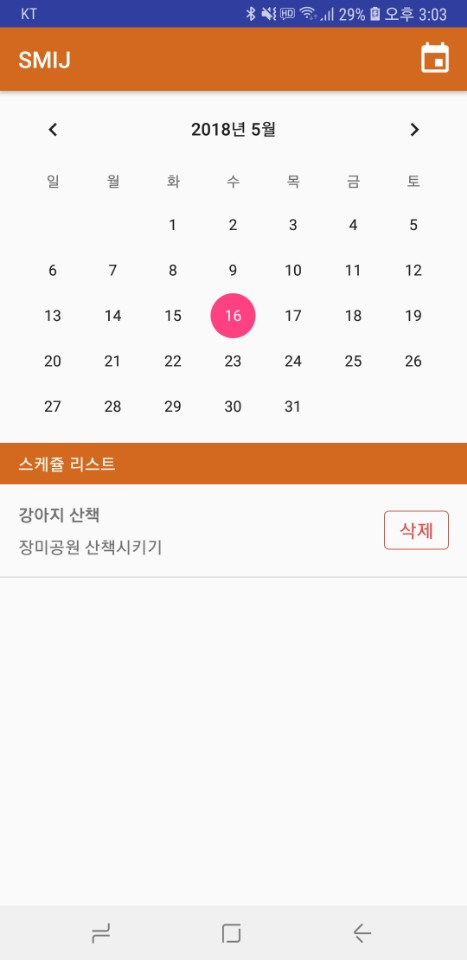 KT HD 29% 오후 3:03
SMIJ
2018년 5월
일 월 화 수 목 금 토
1 2 3 4 5
6 7 8 9 10 11 12
13 14 15 16 17 18 19
20 21 22 23 24 25 26
27 28 29 30 31
스케쥴 리스트
강아지 산책
장미공원 산책시키기
삭제